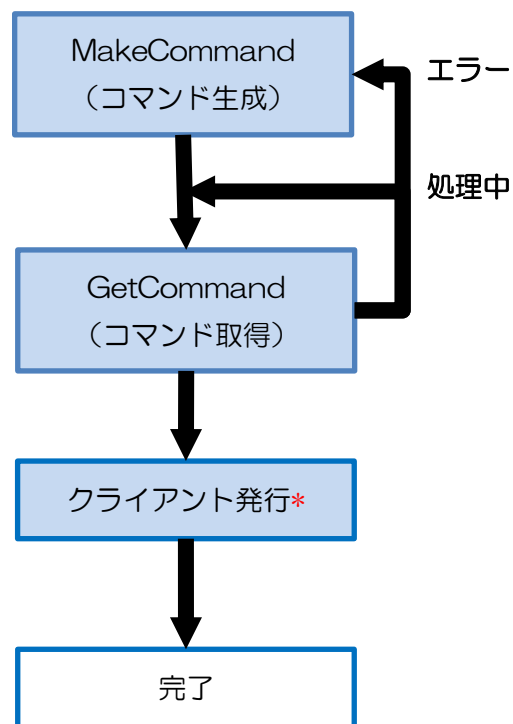 MakeCommand
（コマンド生成）
エラー
処理中
GetCommand
（コマンド取得）
クライアント発行*
完了